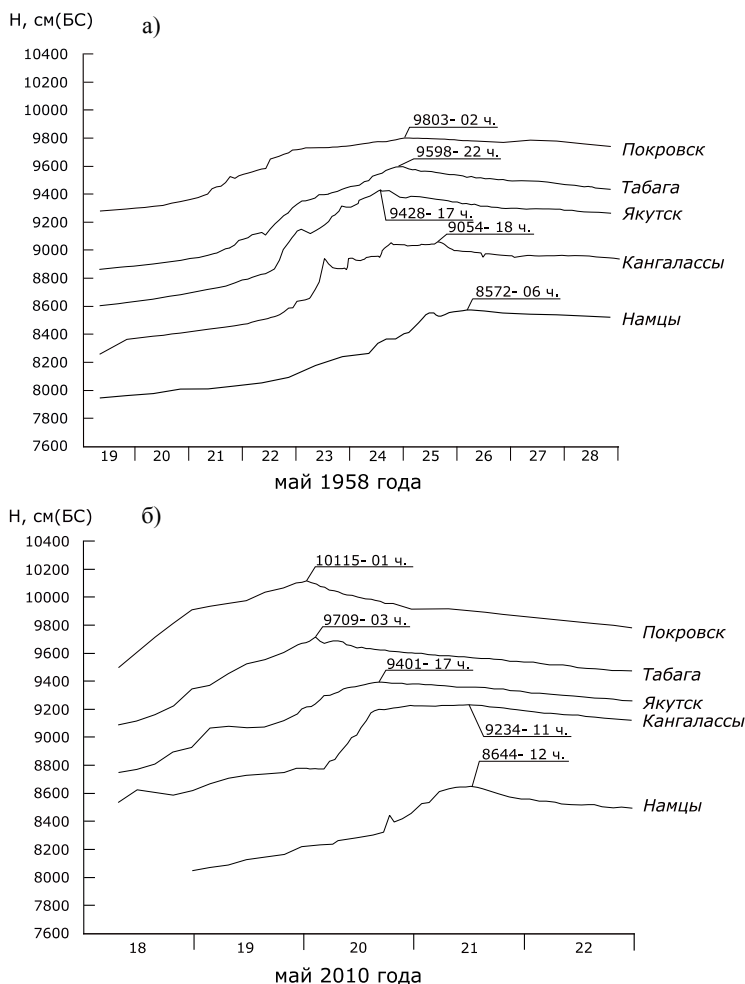 Н, см(БС)
а)
10400
10200
10000
9800
9600
9400
9200
9000
8800
8600
8400
8200
8000
7800
7600
9803- 02 ч.
9598- 22 ч.
9428- 17 ч.
9054- 18 ч.
8572- 06 ч.
Покровск
Табага
Якутск
Кангалассы
Намцы
19 20 21 22 23 24 25 26 27 28
май 1958 года
Н, см(БС)
б)
10400
10200
10000
9800
9600
9400
9200
9000
8800
8600
8400
8200
8000
7800
7600
10115- 01 ч.
9709- 03 ч.
9401- 17 ч.
9234- 11 ч.
8644- 12 ч.
Покровск
Табага
Якутск
Кангалассы
Намцы
18 19 20 21 22
май 2010 года